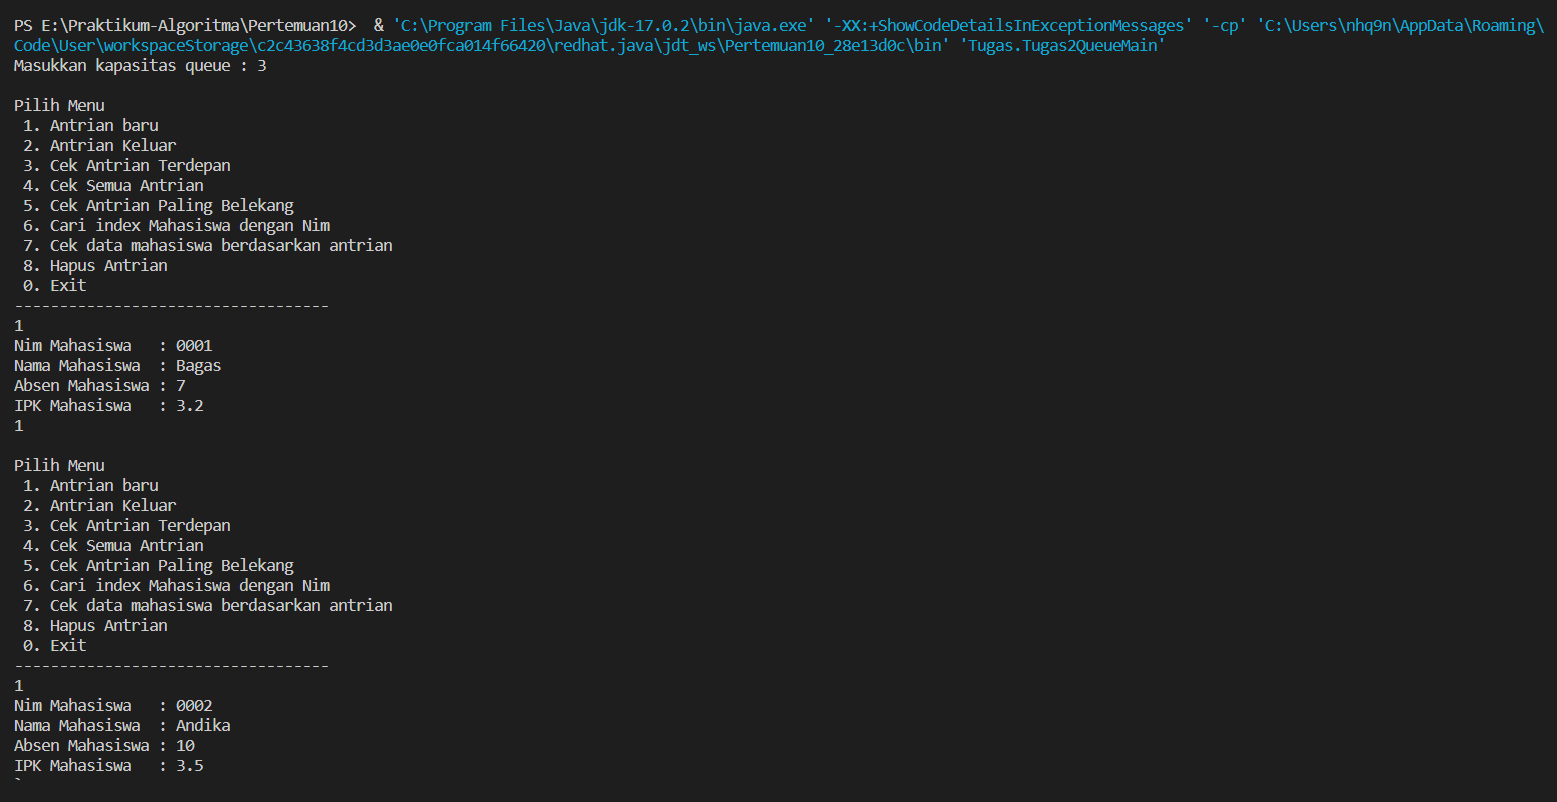 PS E:\Praktikum-Algoritma\Pertemuan10>  & 'C:\Program Files\Java\jdk-17.0.2\bin\java.exe' '-XX:+ShowCodeDetailsInExceptionMessages' '-cp' 'C:\Users\nhq9n\AppData\Roaming\
Code\User\workspaceStorage\c2c43638f4cd3d3ae0e0fca014f66420\redhat.java\jdt_ws\Pertemuan10_28e13d0c\bin' 'Tugas.Tugas2QueueMain'
Masukkan kapasitas queue : 3

Pilih Menu
 1. Antrian baru
 2. Antrian Keluar
 3. Cek Antrian Terdepan
 4. Cek Semua Antrian
 5. Cek Antrian Paling Belekang
 6. Cari index Mahasiswa dengan Nim
 7. Cek data mahasiswa berdasarkan antrian
 8. Hapus Antrian
 0. Exit
-----------------------------------
1
Nim Mahasiswa   : 0001
Nama Mahasiswa  : Bagas
Absen Mahasiswa : 7
IPK Mahasiswa   : 3.2
1

Pilih Menu
 1. Antrian baru
 2. Antrian Keluar
 3. Cek Antrian Terdepan
 4. Cek Semua Antrian
 5. Cek Antrian Paling Belekang
 6. Cari index Mahasiswa dengan Nim
 7. Cek data mahasiswa berdasarkan antrian
 8. Hapus Antrian
 0. Exit
-----------------------------------
1
Nim Mahasiswa   : 0002
Nama Mahasiswa  : Andika
Absen Mahasiswa : 10
IPK Mahasiswa   : 3.5